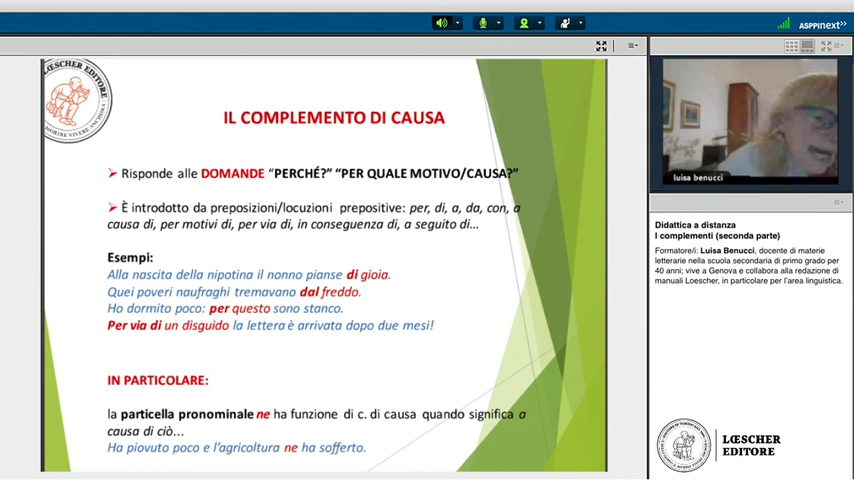 ASPPInext>>
LŒSCHER EDITORE
IL COMPLEMENTO DI CAUSA
➢ Risponde alle DOMANDE “PERCHÉ?” “PER QUALE MOTIVO/CAUSA?”
➢ È introdotto da preposizioni/locuzioni prepositive: per, di, a, da, con, a
causa di, per motivi di, per via di, in conseguenza di, a seguito di…
Esempi:
Alla nascita della nipotina il nonno pianse di gioia.
Quei poveri naufraghi tremavano dal freddo.
Ho dormito poco: per questo sono stanco.
Per via di un disguido la lettera è arrivata dopo due mesi!
IN PARTICOLARE:
la particella pronominale ne ha funzione di c. di causa quando significa a
causa di ciò…
Ha piovuto poco e l’agricoltura ne ha sofferto.
luisa benucci
Didattica a distanza
I complementi (seconda parte)
Formatore/i: Luisa Benucci, docente di materie
letterarie nella scuola secondaria di primo grado per
40 anni; vive a Genova e collabora alla redazione di
manuali Loescher, in particolare per l'area linguistica.
LŒSCHER
EDITORE